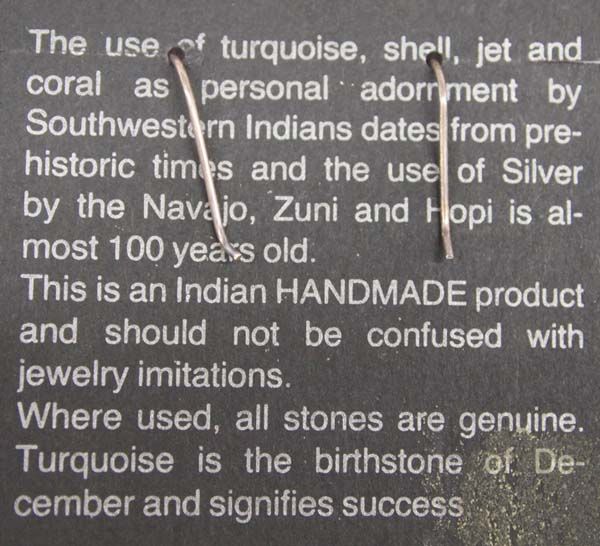 The use of turquoise, shell, jet and
coral as personal adornment by
Southwestern Indians dates from pre-
historic times and the use of Silver
by the Navajo, Zuni and Hopi is al-
most 100 years old.
This is an Indian HANDMADE product
and should not be confused with
jewelry imitations.
Where used, all stones are genuine.
Turquoise is the birthstone of De-
cember and signifies success